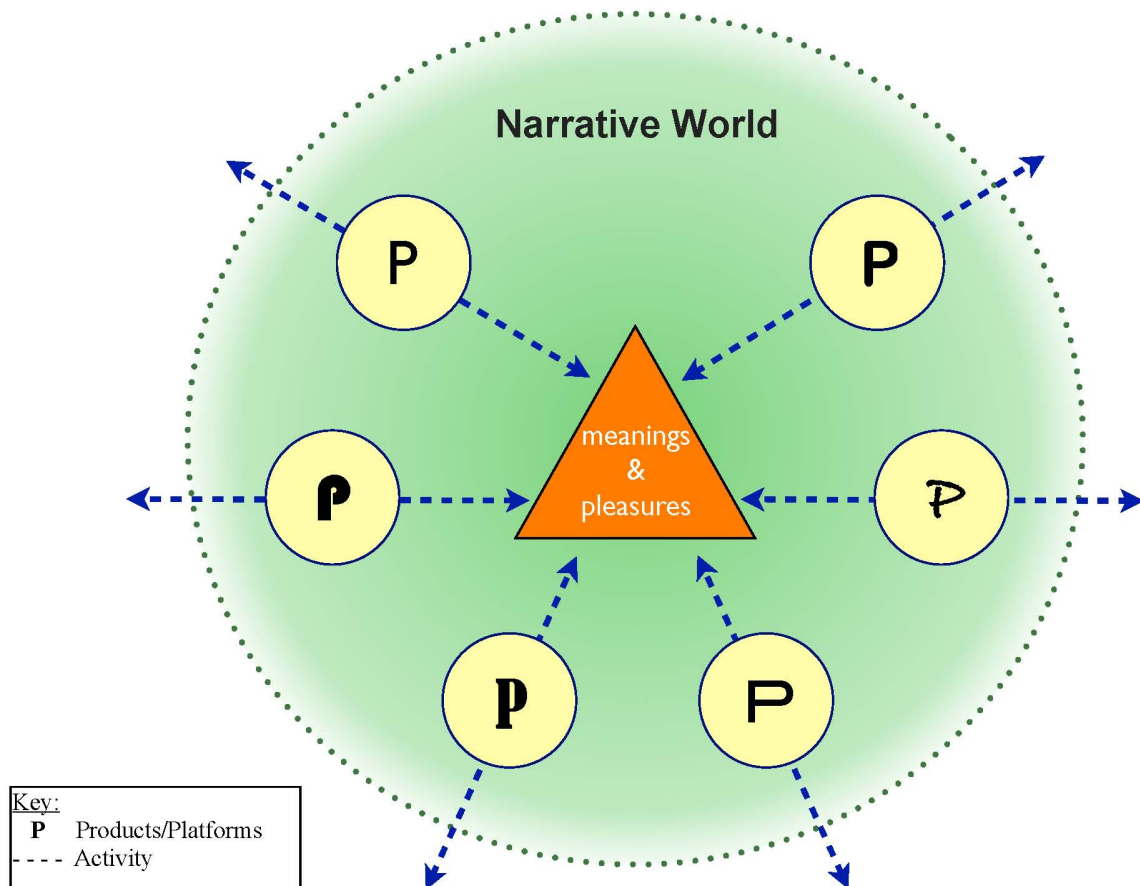 Narrative World
P
P
meanings
&
pleasures
P
P
P
P
Key:
P Products/Platforms
---- Activity